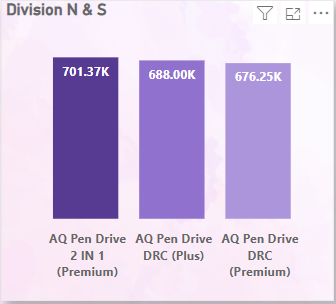 Division N & S
701.37K
688.00K
676.25K
AQ Pen Drive
2 IN 1
(Premium)
AQ Pen Drive
DRC (Plus)
AQ Pen Drive
DRC
(Premium)